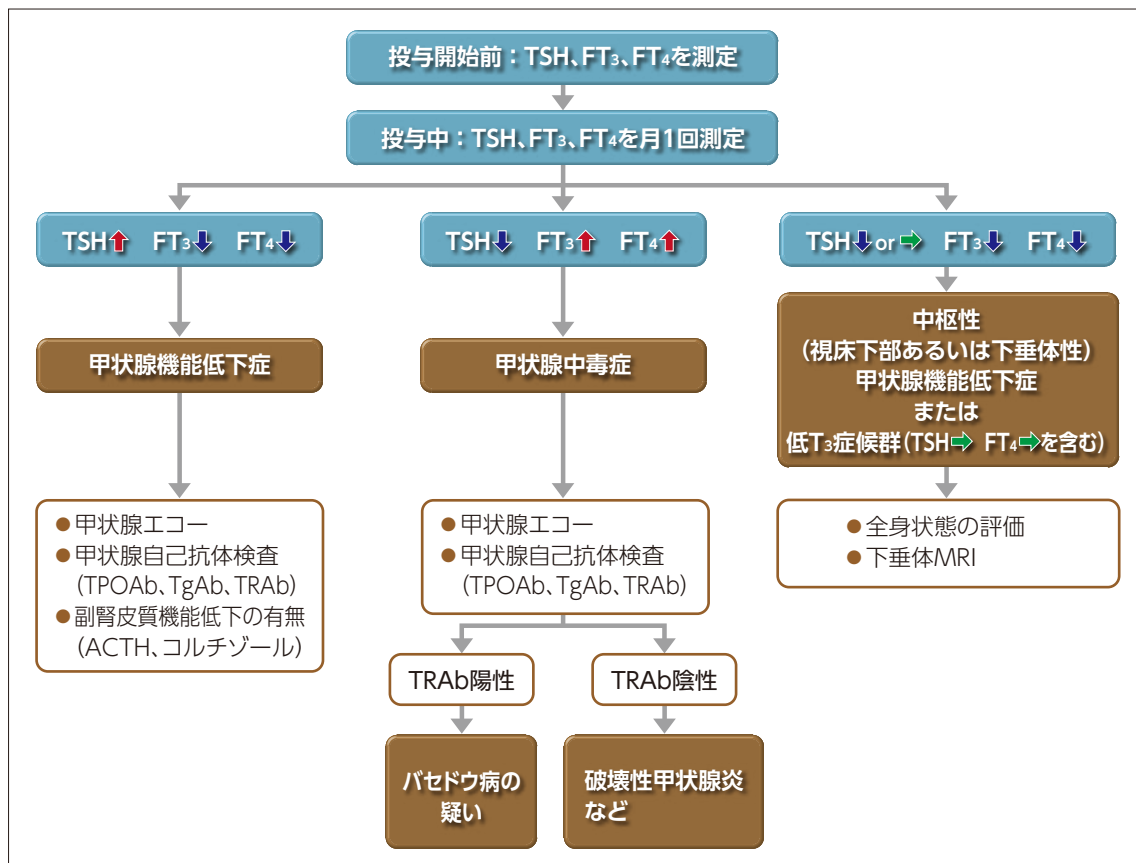 投与開始前：TSH、FT3、FT4を測定
投与中：TSH、FT3、FT4を月1回測定
TSH⬆ FT3⬇ FT4⬇
甲状腺機能低下症
●甲状腺エコー
●甲状腺自己抗体検査
(TPOAb、TgAb、TRAb)
●副腎皮質機能低下の有無
(ACTH、コルチゾール)
TSH⬇ FT3⬆ FT4⬆
甲状腺中毒症
●甲状腺エコー
●甲状腺自己抗体検査
(TPOAb、TgAb、TRAb)
TRAb陽性
バセドウ病の
疑い
TRAb陰性
破壊性甲状腺炎
など
TSH⬇or➡ FT3⬇ FT4⬇
中枢性
(視床下部あるいは下垂体性)
甲状腺機能低下症
または
低T3症候群(TSH➡ FT4➡を含む)
●全身状態の評価
●下垂体MRI